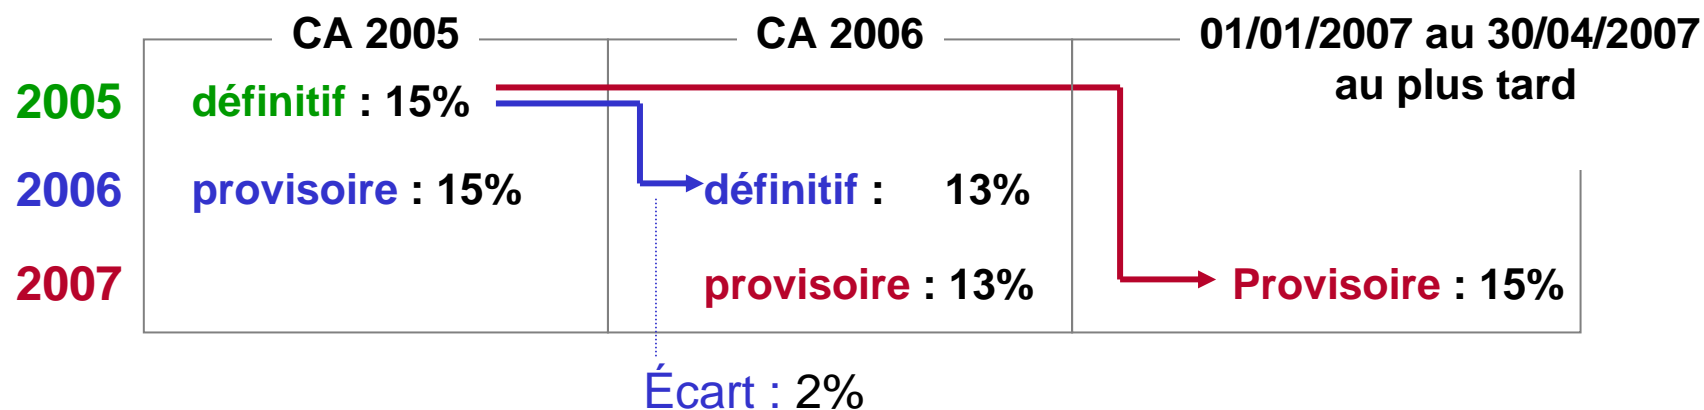 CA 2005 CA 2006 01/01/2007 au 30/04/2007
au plus tard
2005 définitif : 15%
2006 provisoire : 15% définitif : 13%
2007 provisoire : 13% Provisoire : 15%
Écart : 2%